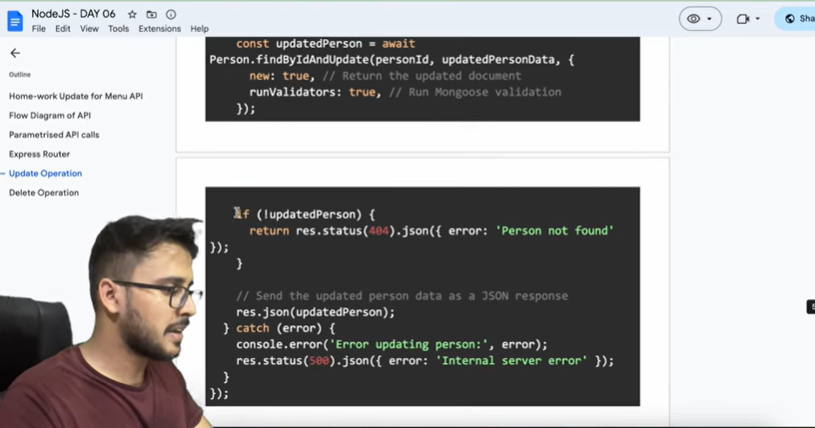 NodeJS - DAY 06
File Edit View Tools Extensions Help
Sha
Outline
Home-work Update for Menu API
Flow Diagram of API
Parametrised API calls
Express Router
Update Operation
Delete Operation
const updatedPerson = await
Person.findByIdAndUpdate(personId, updatedPersonData, {
new: true, // Return the updated document
runValidators: true, // Run Mongoose validation
});
if (!updatedPerson) {
return res.status(404).json({ error: 'Person not found'
});
}
// Send the updated person data as a JSON response
res.json(updatedPerson);
} catch (error) {
console.error('Error updating person:', error);
res.status(500).json({ error: 'Internal server error' });
}
});